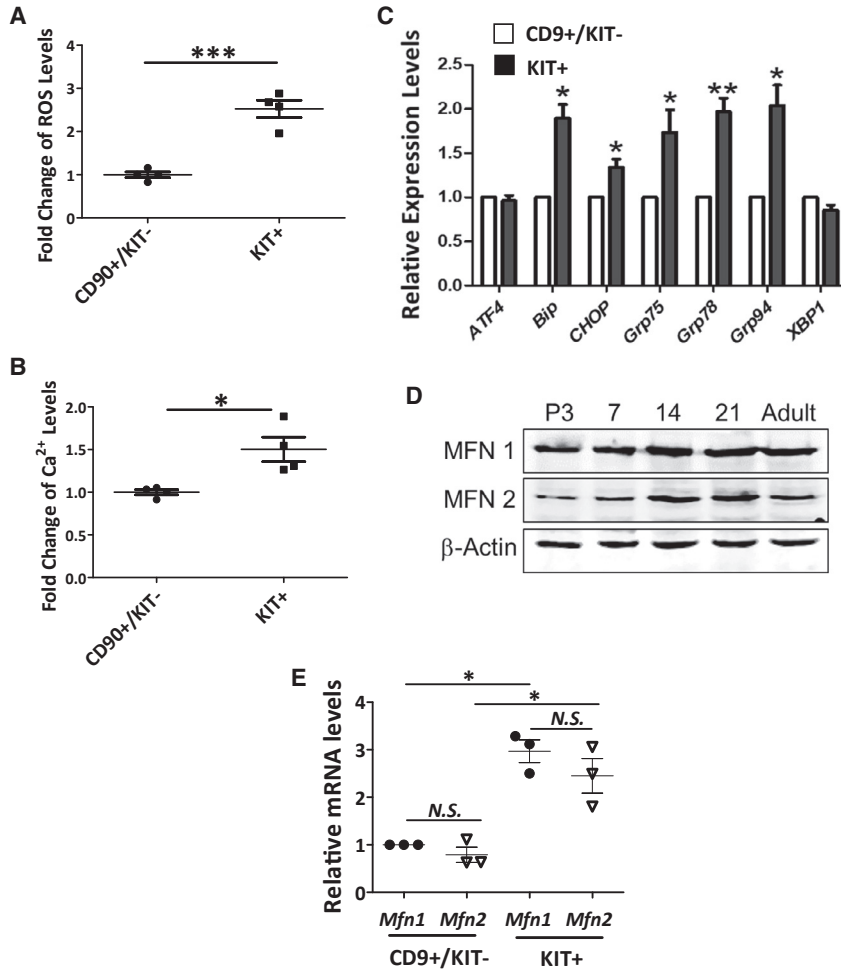 A
Fold Change of ROS Levels
4
3
2
1
0
***
CD90+/KIT-
KIT+
B
Fold Change of Ca2+ Levels
2.0
1.5
1.0
0.5
0.0
*
CD90+/KIT-
KIT+
C
CD9+/KIT-
KIT+
Relative Expression Levels
2.5
2.0
1.5
1.0
0.5
0.0
* * * ** *
ATF4 Bip CHOP Grp75 Grp78 Grp94 XBP1
D
P3 7 14 21 Adult
MFN 1
MFN 2
β-Actin
E
Relative mRNA levels
4
3
2
1
0
*
*
N.S.
N.S.
Mfn1 Mfn2 Mfn1 Mfn2
CD9+/KIT- KIT+